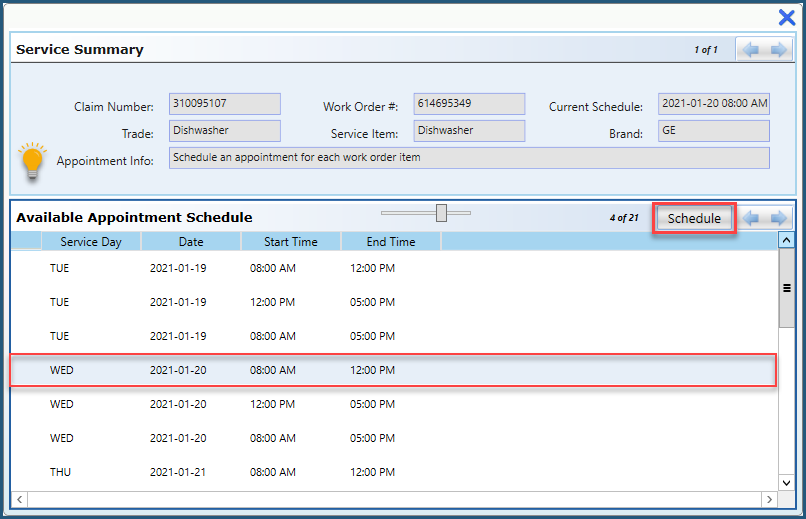 Service Summary 1 of 1
Claim Number: 310095107 Work Order #: 614695349 Current Schedule: 2021-01-20 08:00 AM
Trade: Dishwasher Service Item: Dishwasher Brand: GE
Appointment Info: Schedule an appointment for each work order item
Available Appointment Schedule 4 of 21 Schedule
Service Day Date Start Time End Time
TUE 2021-01-19 08:00 AM 12:00 PM
TUE 2021-01-19 12:00 PM 05:00 PM
TUE 2021-01-19 08:00 AM 05:00 PM
WED 2021-01-20 08:00 AM 12:00 PM
WED 2021-01-20 12:00 PM 05:00 PM
WED 2021-01-20 08:00 AM 05:00 PM
THU 2021-01-21 08:00 AM 12:00 PM